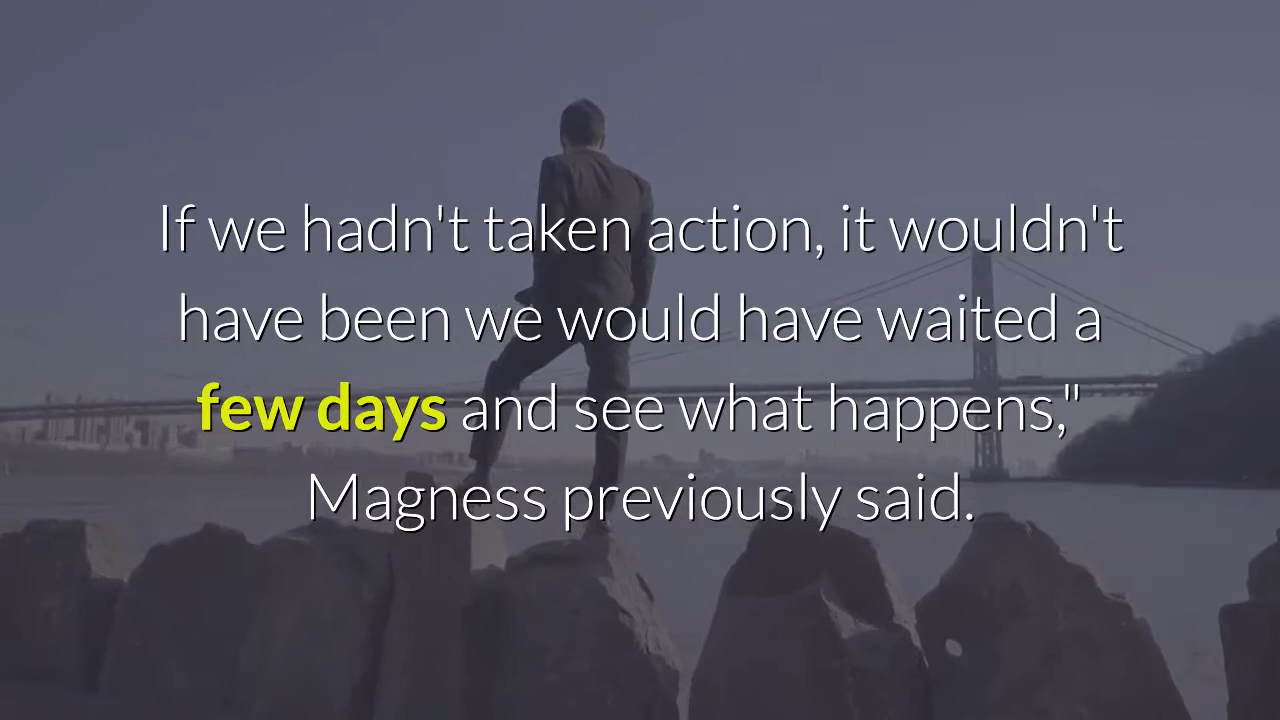 If we hadn't taken action, it wouldn't
have been we would have waited a
few days and see what happens,"
Magness previously said.